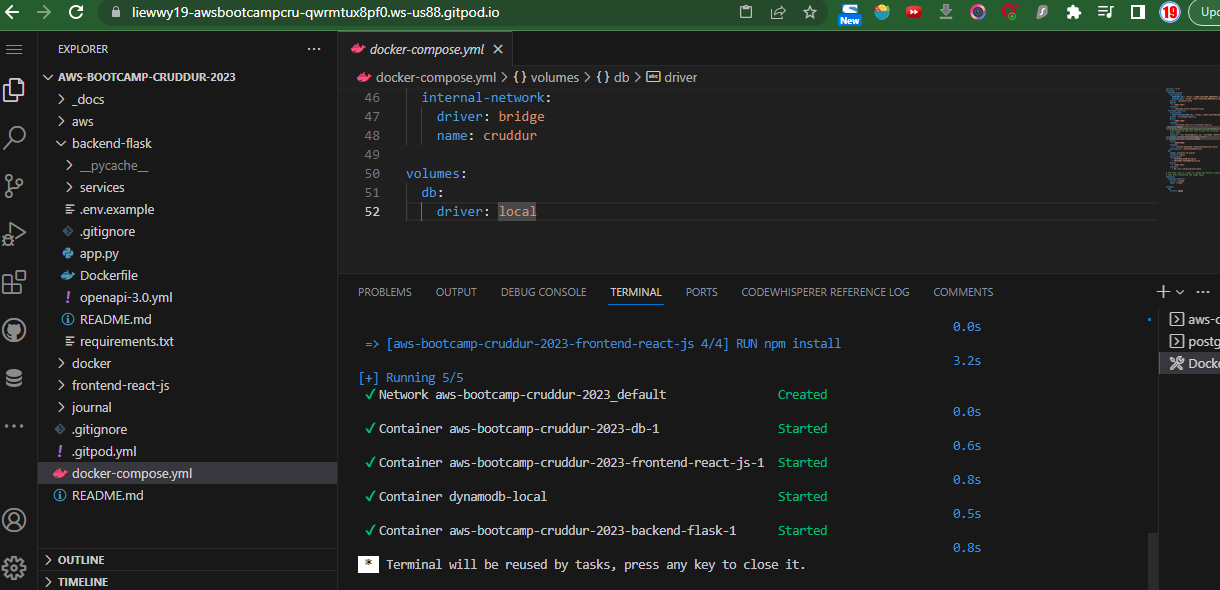 liewwy19-awsbootcampcru-qwrmtux8pf0.ws-us88.gitpod.io
New
19
EXPLORER
AWS-BOOTCAMP-CRUDDUR-2023
_docs
aws
backend-flask
__pycache__
services
.env.example
.gitignore
app.py
Dockerfile
openapi-3.0.yml
README.md
requirements.txt
docker
frontend-react-js
journal
.gitignore
.gitpod.yml
docker-compose.yml
README.md
OUTLINE
TIMELINE
docker-compose.yml
docker-compose.yml > {} volumes > {} db > abc driver
46 internal-network:
47 driver: bridge
48 name: cruddur
49
50 volumes:
51 db:
52 driver: local
PROBLEMS OUTPUT DEBUG CONSOLE TERMINAL PORTS CODEWHISPERER REFERENCE LOG COMMENTS
0.0s
=> [aws-bootcamp-cruddur-2023-frontend-react-js 4/4] RUN npm install
3.2s
[+] Running 5/5
✓ Network aws-bootcamp-cruddur-2023_default Created
0.0s
✓ Container aws-bootcamp-cruddur-2023-db-1 Started
0.6s
✓ Container aws-bootcamp-cruddur-2023-frontend-react-js-1 Started
0.8s
✓ Container dynamodb-local Started
0.5s
✓ Container aws-bootcamp-cruddur-2023-backend-flask-1 Started
0.8s
* Terminal will be reused by tasks, press any key to close it.
aws-c
postg
Docke